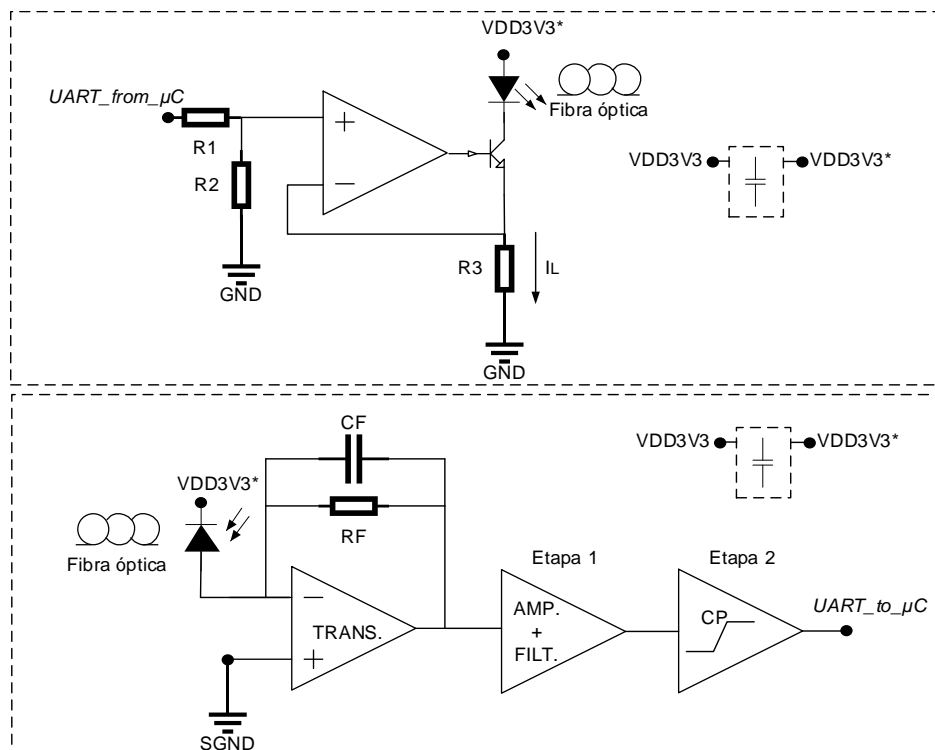 VDD3V3*
UART_from_µC
R1
R2
GND
+
−
Fibra óptica
R3
IL
GND
VDD3V3
VDD3V3*
CF
RF
VDD3V3*
Fibra óptica
−
TRANS.
+
SGND
Etapa 1
AMP.
+
FILT.
Etapa 2
CP
UART_to_µC
VDD3V3
VDD3V3*